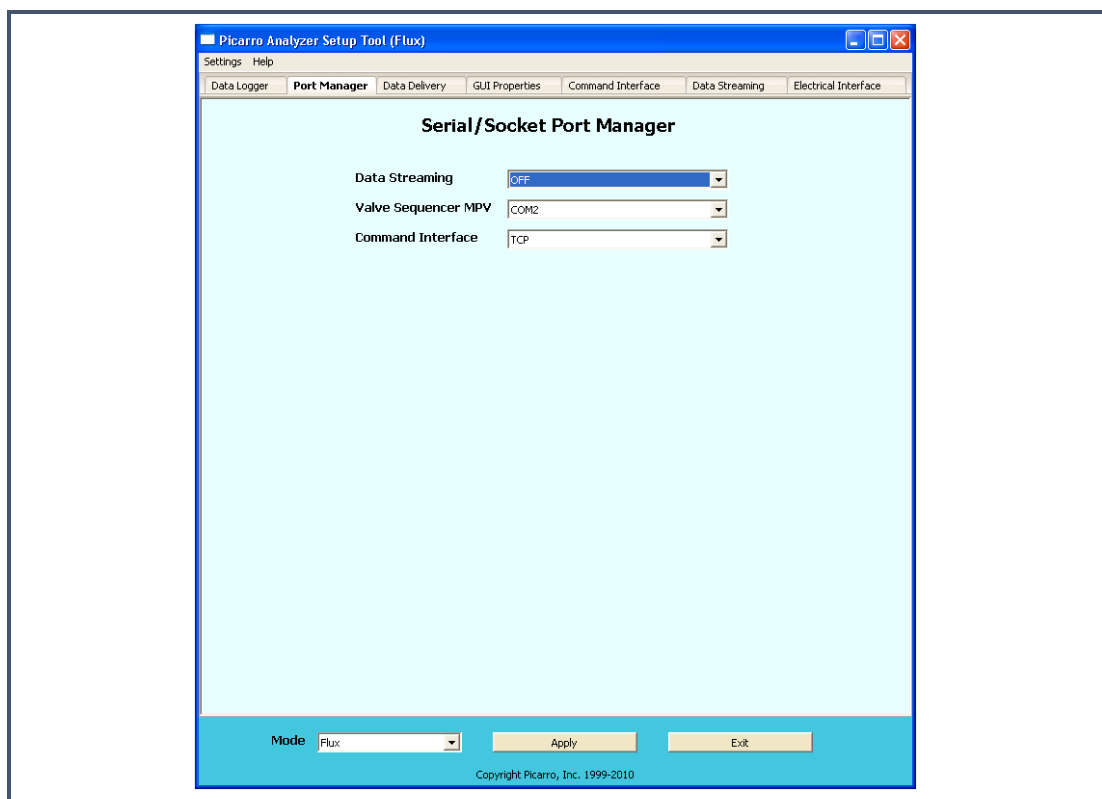 Picarro Analyzer Setup Tool (Flux)
Settings Help
Data Logger Port Manager Data Delivery GUI Properties Command Interface Data Streaming Electrical Interface
Serial/Socket Port Manager
Data Streaming OFF
Valve Sequencer MPV COM2
Command Interface TCP
Mode Flux Apply Exit
Copyright Picarro, Inc. 1999-2010